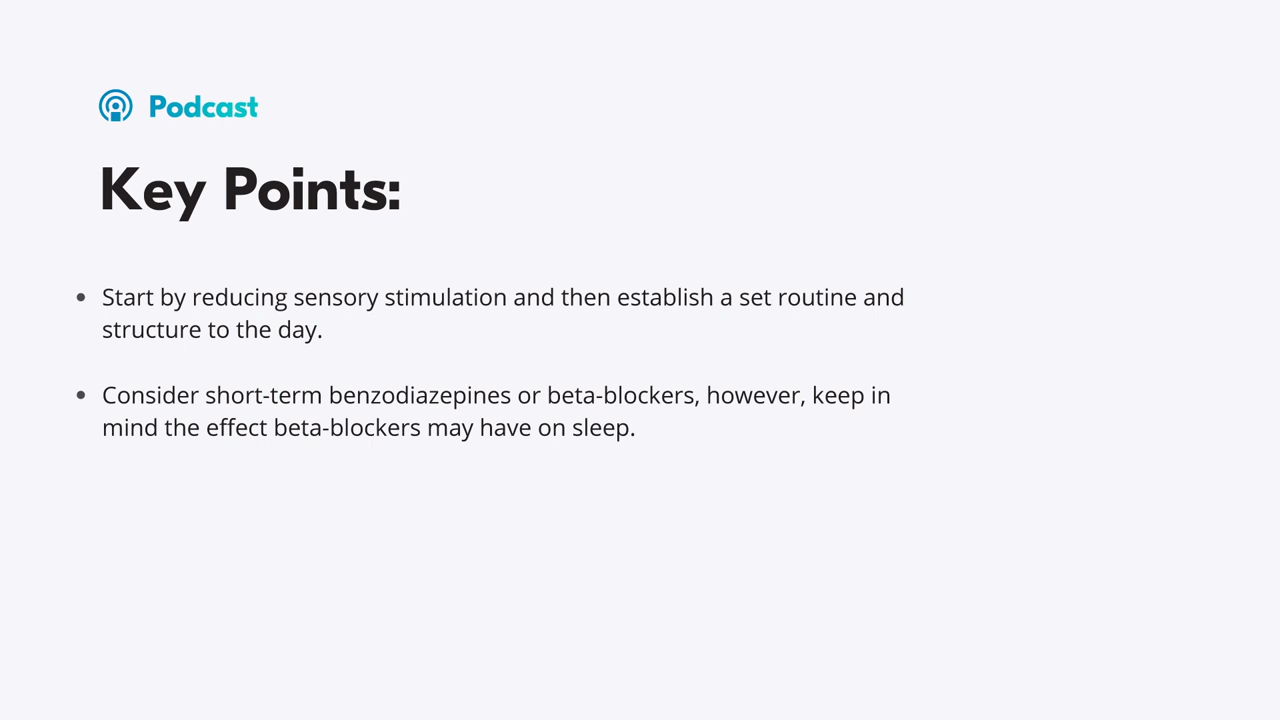 Podcast
Key Points:
• Start by reducing sensory stimulation and then establish a set routine and
structure to the day.
• Consider short-term benzodiazepines or beta-blockers, however, keep in
mind the effect beta-blockers may have on sleep.